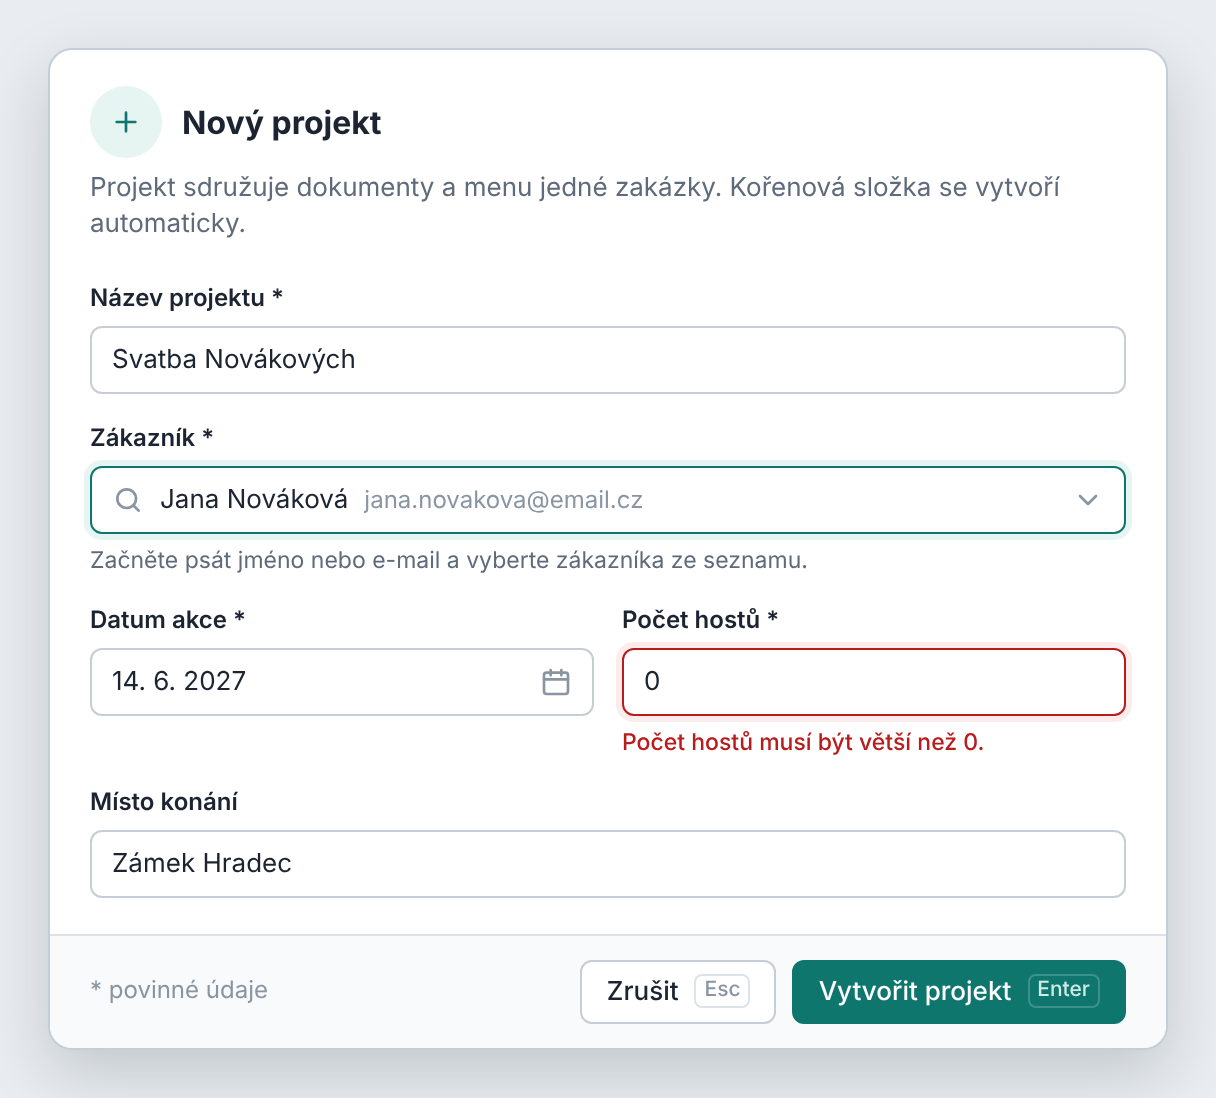 Nový projekt
Projekt sdružuje dokumenty a menu jedné zakázky. Kořenová složka se vytvoří
automaticky.
Název projektu *
Svatba Novákových
Zákazník *
Jana Nováková jana.novakova@email.cz
Začněte psát jméno nebo e-mail a vyberte zákazníka ze seznamu.
Datum akce *
14. 6. 2027
Počet hostů *
0
Počet hostů musí být větší než 0.
Místo konání
Zámek Hradec
* povinné údaje
Zrušit Esc
Vytvořit projekt Enter